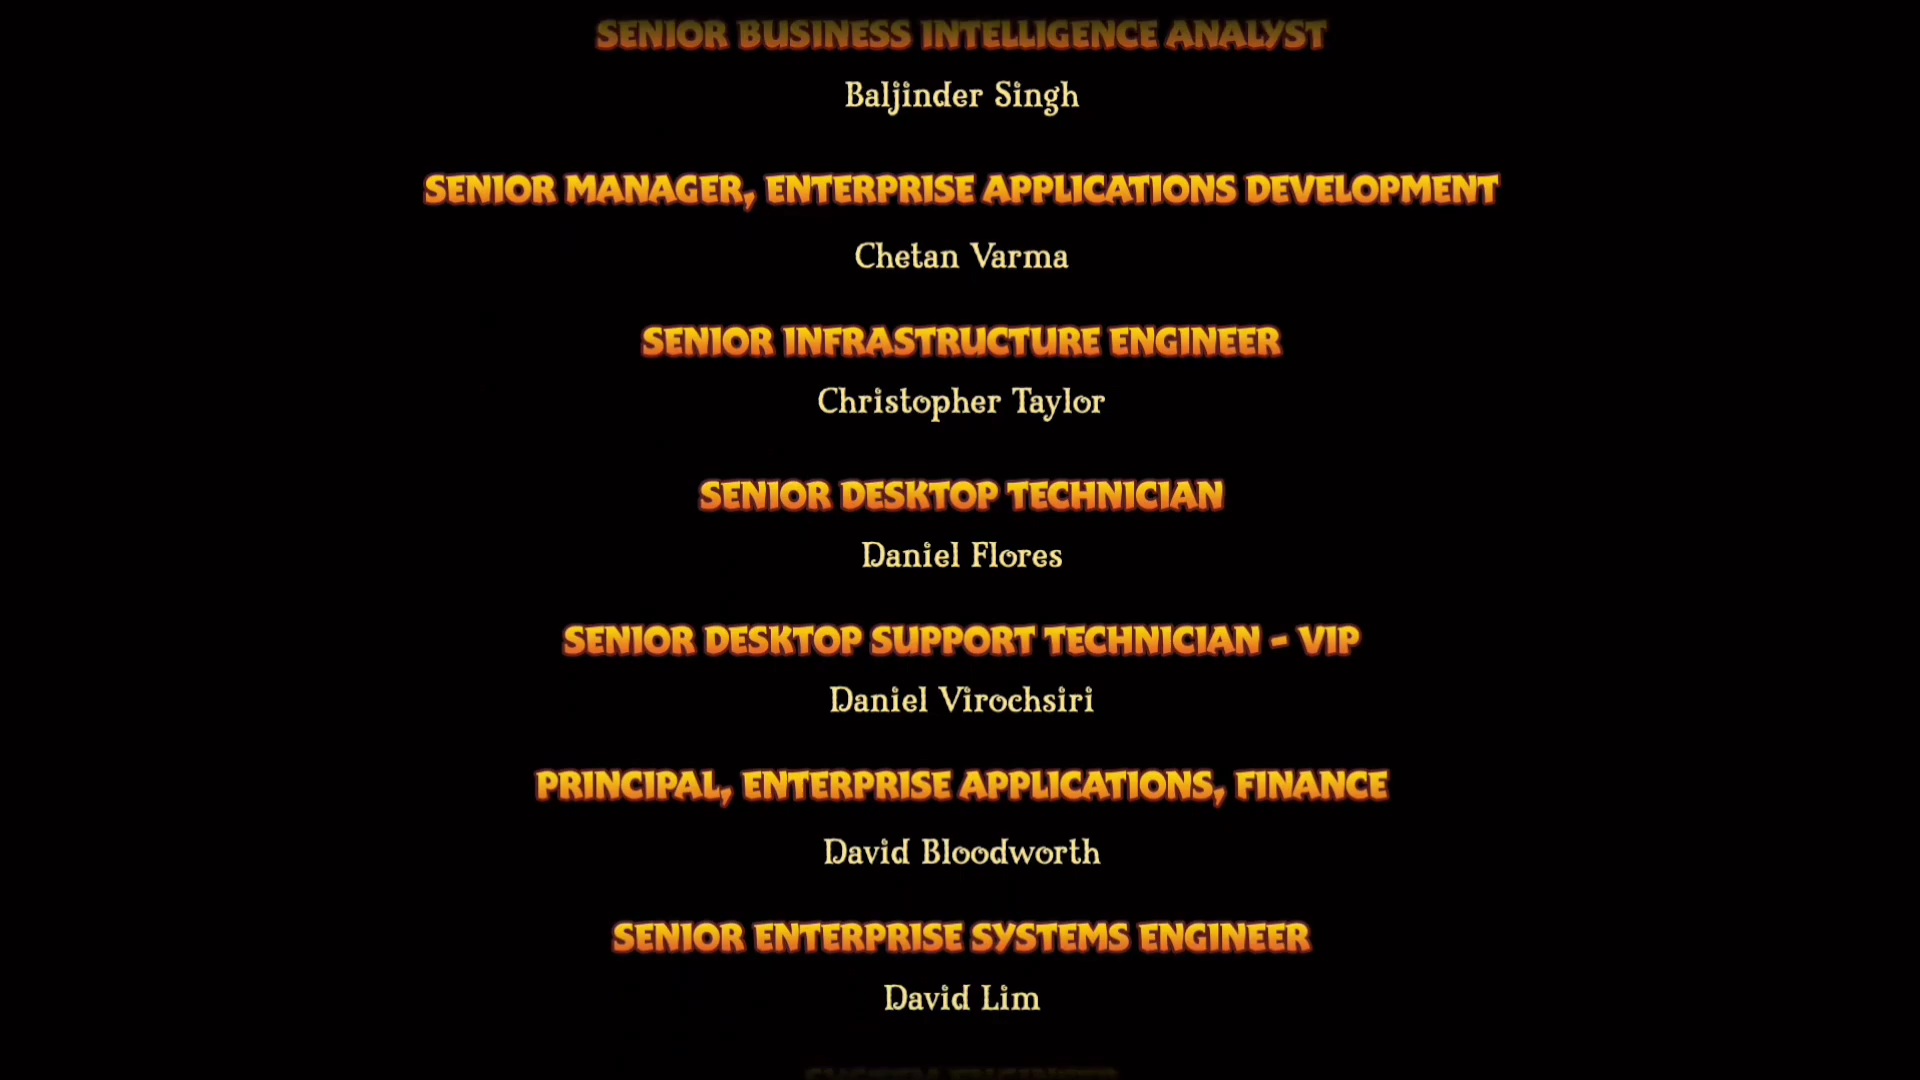 SENIOR BUSINESS INTELLIGENCE ANALYST
Baljinder Singh
SENIOR MANAGER, ENTERPRISE APPLICATIONS DEVELOPMENT
Chetan Varma
SENIOR INFRASTRUCTURE ENGINEER
Christopher Taylor
SENIOR DESKTOP TECHNICIAN
Daniel Flores
SENIOR DESKTOP SUPPORT TECHNICIAN - VIP
Daniel Virochsiri
PRINCIPAL, ENTERPRISE APPLICATIONS, FINANCE
David Bloodworth
SENIOR ENTERPRISE SYSTEMS ENGINEER
David Lim